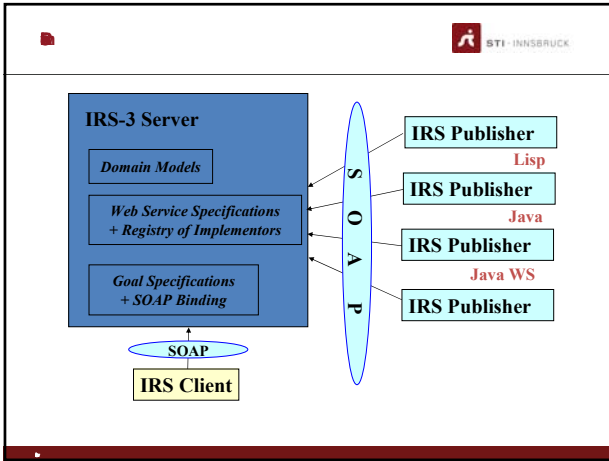 STI · INNSBRUCK
IRS-3 Server
Domain Models
Web Service Specifications
+ Registry of Implementors
Goal Specifications
+ SOAP Binding
SOAP
IRS Client
S O A P
IRS Publisher
Lisp
IRS Publisher
Java
IRS Publisher
Java WS
IRS Publisher